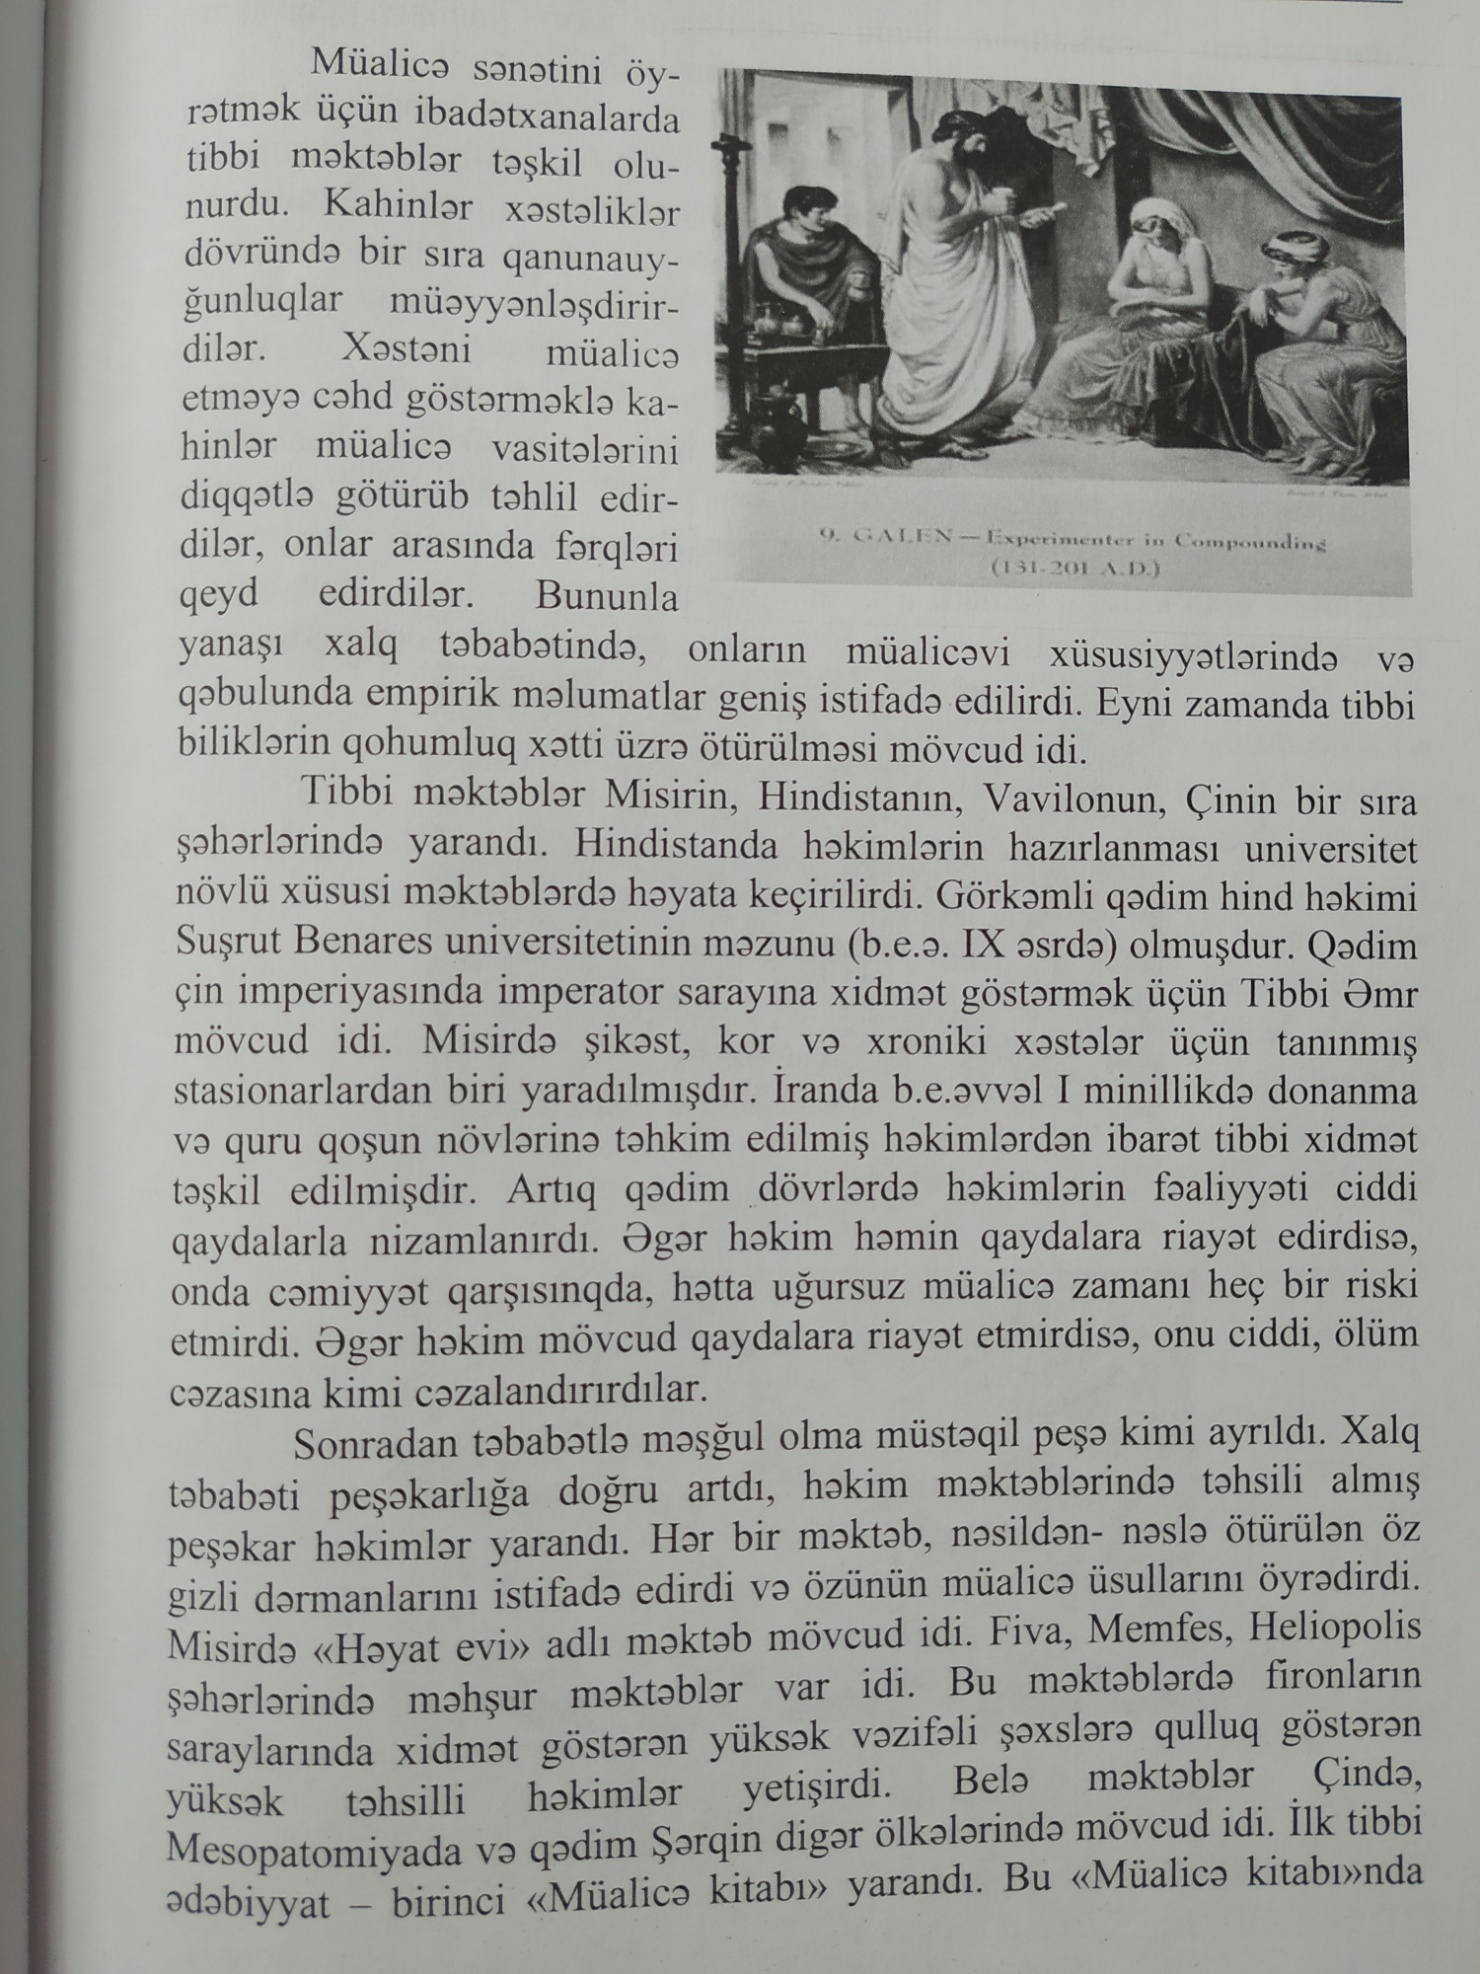 Müalicə sənətini öy-
rətmək üçün ibadətxanalarda
tibbi məktəblər təşkil olu-
nurdu. Kahinlər xəstəliklər
dövründə bir sıra qanunauy-
ğunluqlar müəyyənləşdirir-
dilər. Xəstəni müalicə
etməyə cəhd göstərməklə ka-
hinlər müalicə vasitələrini
diqqətlə götürüb təhlil edir-
dilər, onlar arasında fərqləri
qeyd edirdilər. Bununla
9. GALEN — Experimenter in Compounding
(131-201 A.D.)
yanaşı xalq təbabətində, onların müalicəvi xüsusiyyətlərində və
qəbulunda empirik məlumatlar geniş istifadə edilirdi. Eyni zamanda tibbi
biliklərin qohumluq xətti üzrə ötürülməsi mövcud idi.
Tibbi məktəblər Misirin, Hindistanın, Vavilonun, Çinin bir sıra
şəhərlərində yarandı. Hindistanda həkimlərin hazırlanması universitet
növlü xüsusi məktəblərdə həyata keçirilirdi. Görkəmli qədim hind həkimi
Suşrut Benares universitetinin məzunu (b.e.ə. IX əsrdə) olmuşdur. Qədim
çin imperiyasında imperator sarayına xidmət göstərmək üçün Tibbi Əmr
mövcud idi. Misirdə şikəst, kor və xroniki xəstələr üçün tanınmış
stasionarlardan biri yaradılmışdır. İranda b.e.əvvəl I minillikdə donanma
və quru qoşun növlərinə təhkim edilmiş həkimlərdən ibarət tibbi xidmət
təşkil edilmişdir. Artıq qədim dövrlərdə həkimlərin fəaliyyəti ciddi
qaydalarla nizamlanırdı. Əgər həkim həmin qaydalara riayət edirdisə,
onda cəmiyyət qarşısınqda, hətta uğursuz müalicə zamanı heç bir riski
etmirdi. Əgər həkim mövcud qaydalara riayət etmirdisə, onu ciddi, ölüm
cəzasına kimi cəzalandırırdılar.
Sonradan təbabətlə məşğul olma müstəqil peşə kimi ayrıldı. Xalq
təbabəti peşəkarlığa doğru artdı, həkim məktəblərində təhsili almış
peşəkar həkimlər yarandı. Hər bir məktəb, nəsildən- nəslə ötürülən öz
gizli dərmanlarını istifadə edirdi və özünün müalicə üsullarını öyrədirdi.
Misirdə «Həyat evi» adlı məktəb mövcud idi. Fiva, Memfes, Heliopolis
şəhərlərində məhşur məktəblər var idi. Bu məktəblərdə fironların
saraylarında xidmət göstərən yüksək vəzifəli şəxslərə qulluq göstərən
yüksək təhsilli həkimlər yetişirdi. Belə məktəblər Çində,
Mesopatomiyada və qədim Şərqin digər ölkələrində mövcud idi. İlk tibbi
ədəbiyyat – birinci «Müalicə kitabı» yarandı. Bu «Müalicə kitabı»nda